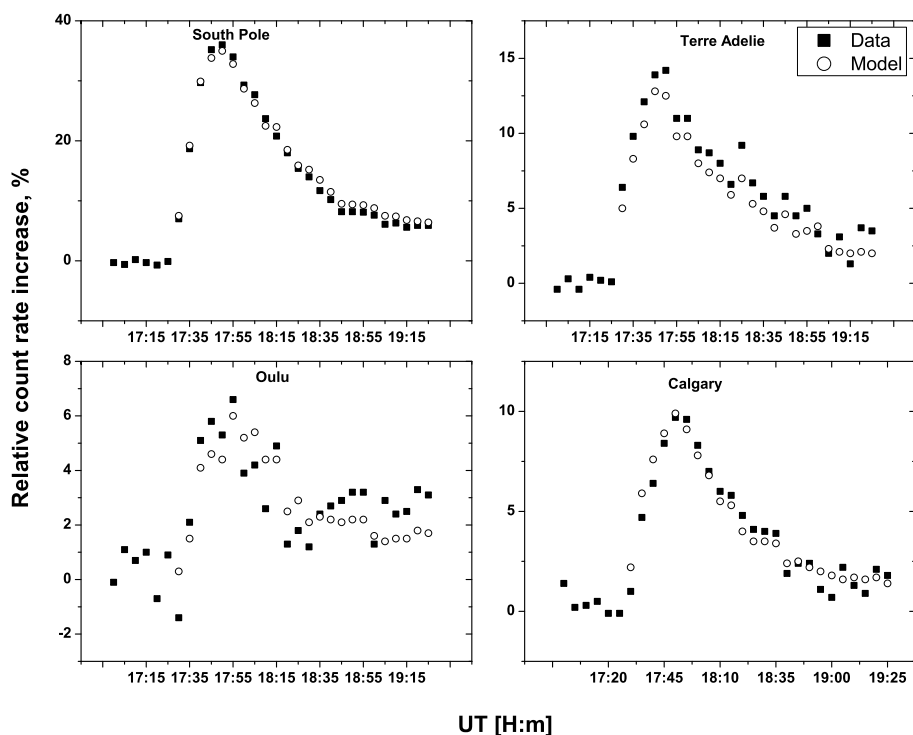 South Pole
40
20
0
17:15 17:35 17:55 18:15 18:35 18:55 19:15
Terre Adelie
Data
Model
15
10
5
0
17:15 17:35 17:55 18:15 18:35 18:55 19:15
Relative count rate increase, %
Oulu
8
6
4
2
0
-2
17:15 17:35 17:55 18:15 18:35 18:55 19:15
Calgary
10
5
0
17:20 17:45 18:10 18:35 19:00 19:25
UT [H:m]